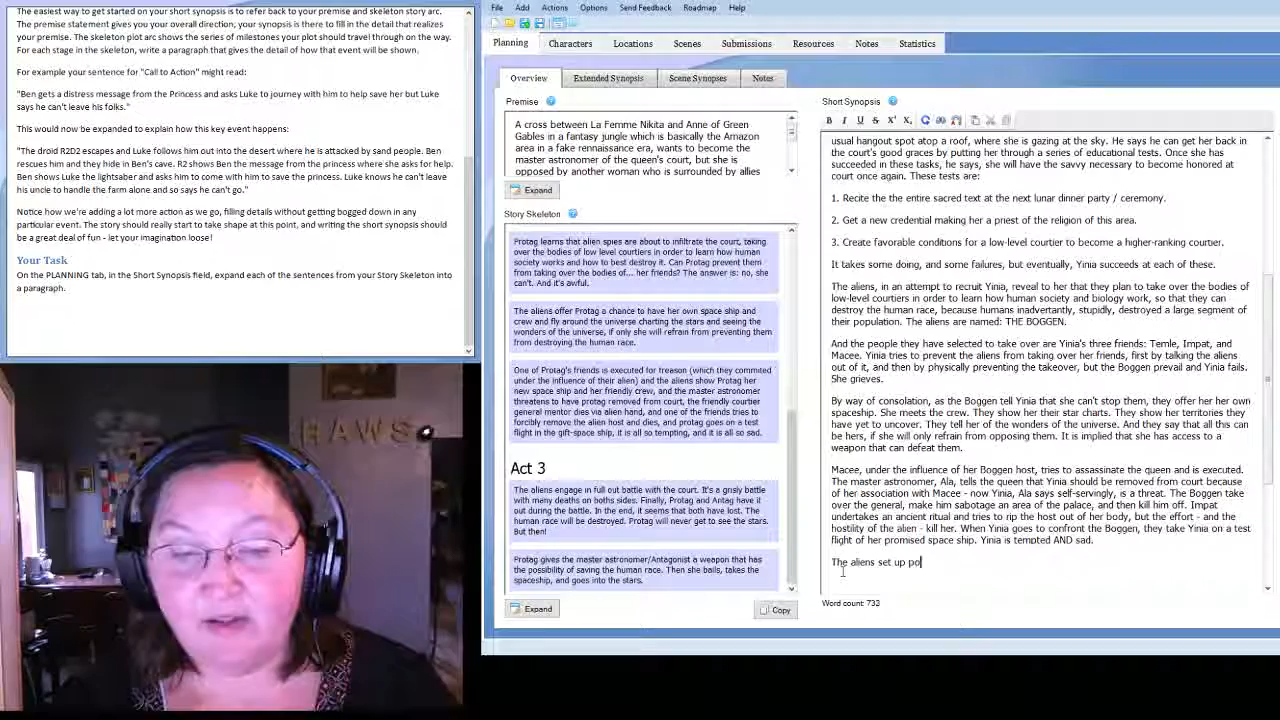 The easiest way to get started on your short synopsis is to refer back to your premise and skeleton story arc.
The premise statement gives you your overall direction; your synopsis is there to fill in the detail that realizes
your premise. The skeleton plot arc shows the series of milestones your plot should travel through on the way.
For each stage in the skeleton, write a paragraph that gives the detail of how that event will be shown.
For example your sentence for "Call to Action" might read:
"Ben gets a distress message from the Princess and asks Luke to journey with him to help save her but Luke
says he can't leave his folks."
This would now be expanded to explain how this key event happens:
"The droid R2D2 escapes and Luke follows him out into the desert where he is attacked by sand people. Ben
rescues him and they hide in Ben's cave. R2 shows Ben the message from the princess where she asks for help.
Ben shows Luke the lightsaber and asks him to come with him to save the princess. Luke knows he can't leave
his uncle to handle the farm alone and so says he can't go."
Notice how we're adding a lot more action as we go, filling details without getting bogged down in any
particular event. The story should really start to take shape at this point, and writing the short synopsis should
be a great deal of fun - let your imagination loose!
Your Task
On the PLANNING tab, in the Short Synopsis field, expand each of the sentences from your Story Skeleton into
a paragraph.
File Add Actions Options Send Feedback Roadmap Help
Planning Characters Locations Scenes Submissions Resources Notes Statistics
Overview Extended Synopsis Scene Synopses Notes
Premise
A cross between La Femme Nikita and Anne of Green
Gables in a fantasy jungle which is basically the Amazon
area in a fake rennaissance era, wants to become the
master astronomer of the queen's court, but she is
opposed by another woman who is surrounded by allies
Expand
Story Skeleton
Protag learns that alien spies are about to infiltrate the court, taking
over the bodies of low level courtiers in order to learn how human
society works and how to best destroy it. Can Protag prevent them
from taking over the bodies of... her friends? The answer is: no, she
can't. And it's awful.
The aliens offer Protag a chance to have her own space ship and
crew and fly around the universe charting the stars and seeing the
wonders of the universe, if only she will refrain from preventing them
from destroying the human race.
One of Protag's friends is executed for treason (which they commited
under the influence of their alien) and the aliens show Protag her
new space ship and her friendly crew, and the master astronomer
threatens to have protag removed from court, the friendly courtier
general mentor dies via alien hand, and one of the friends tries to
forcibly remove the alien host and dies, and protag goes on a test
flight in the gift-space ship, it is all so tempting, and it is all so sad.
Act 3
The aliens engage in full out battle with the court. It's a grisly battle
with many deaths on boths sides. Finally, Protag and Antag have it
out during the battle. In the end, it seems that both have lost. The
human race will be destroyed. Protag will never get to see the stars.
But then!
Protag gives the master astronomer/Antagonist a weapon that has
the possibility of saving the human race. Then she bails, takes the
spaceship, and goes into the stars.
Expand
Copy
Short Synopsis
B I U S X¹ X₁
usual hangout spot atop a roof, where she is gazing at the sky. He says he can get her back in
the court's good graces by putting her through a series of educational tests. Once she has
succeeded in these tasks, he says, she will have the savvy necessary to become honored at
court once again. These tests are:
1. Recite the the entire sacred text at the next lunar dinner party / ceremony.
2. Get a new credential making her a priest of the religion of this area.
3. Create favorable conditions for a low-level courtier to become a higher-ranking courtier.
It takes some doing, and some failures, but eventually, Yinia succeeds at each of these.
The aliens, in an attempt to recruit Yinia, reveal to her that they plan to take over the bodies of
low-level courtiers in order to learn how human society and biology work, so that they can
destroy the human race, because humans inadvertantly, stupidly, destroyed a large segment of
their population. The aliens are named: THE BOGGEN.
And the people they have selected to take over are Yinia's three friends: Temle, Impat, and
Macee. Yinia tries to prevent the aliens from taking over her friends, first by talking the aliens
out of it, and then by physically preventing the takeover, but the Boggen prevail and Yinia fails.
She grieves.
By way of consolation, as the Boggen tell Yinia that she can't stop them, they offer her her own
spaceship. She meets the crew. They show her their star charts. They show her territories they
have yet to uncover. They tell her of the wonders of the universe. And they say that all this can
be hers, if she will only refrain from opposing them. It is implied that she has access to a
weapon that can defeat them.
Macee, under the influence of her Boggen host, tries to assassinate the queen and is executed.
The master astronomer, Ala, tells the queen that Yinia should be removed from court because
of her association with Macee - now Yinia, Ala says self-servingly, is a threat. The Boggen take
over the general, make him sabotage an area of the palace, and then kill him off. Impat
undertakes an ancient ritual and tries to rip the host out of her body, but the effort - and the
hostility of the alien - kill her. When Yinia goes to confront the Boggen, they take Yinia on a test
flight of her promised space ship. Yinia is tempted AND sad.
The aliens set up po
Word count: 733
HAWS